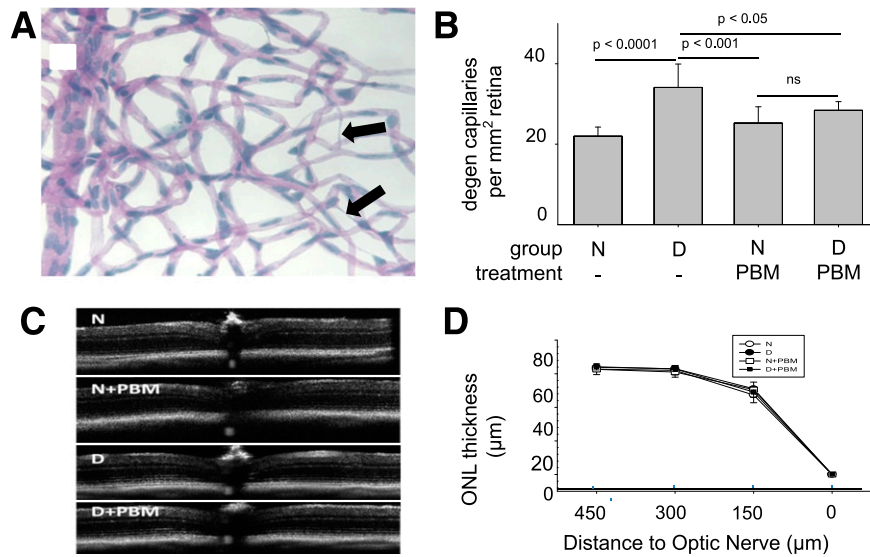 A
B
p < 0.05
p < 0.0001
p < 0.001
ns
degen capillaries
per mm² retina
40
20
0
group N D N D
treatment - - PBM PBM
C
N
N+PBM
D
D+PBM
D
N
D
N+PBM
D+PBM
ONL thickness
(µm)
80
60
40
20
0
450 300 150 0
Distance to Optic Nerve (µm)